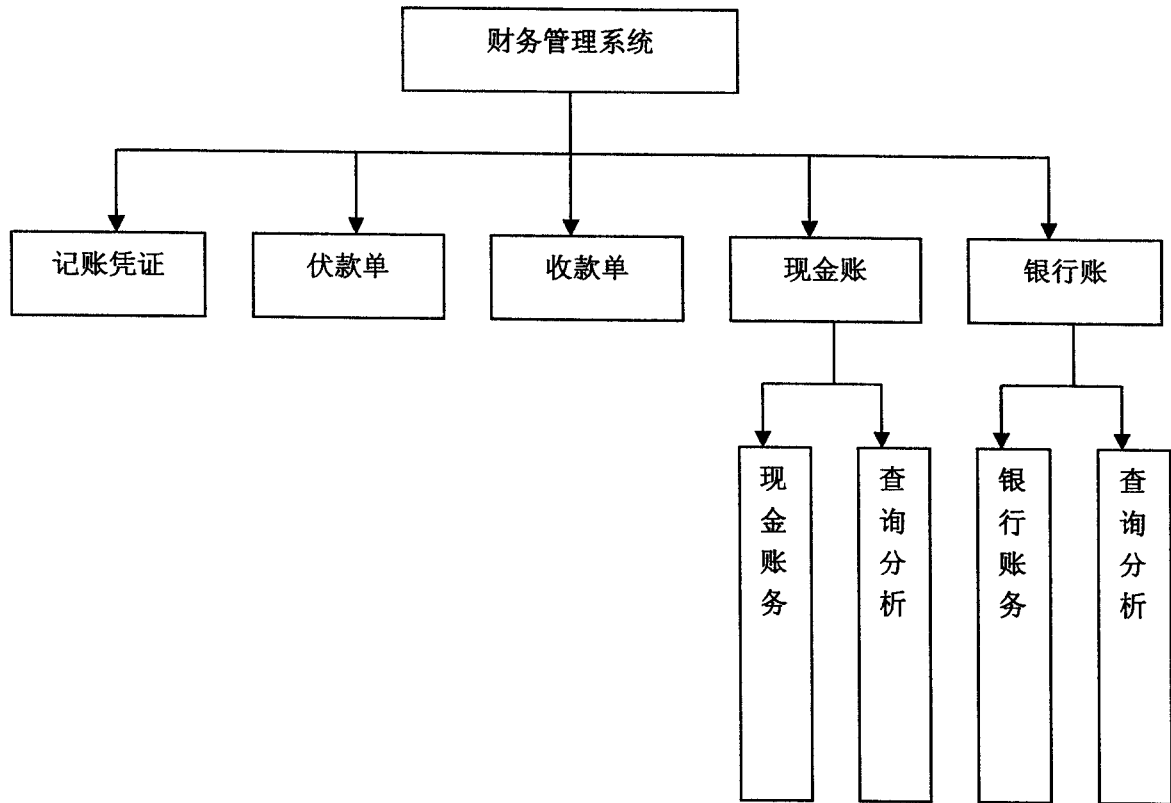 财务管理系统
记账凭证
伏款单
收款单
现金账
银行账
现金账务
查询分析
银行账务
查询分析